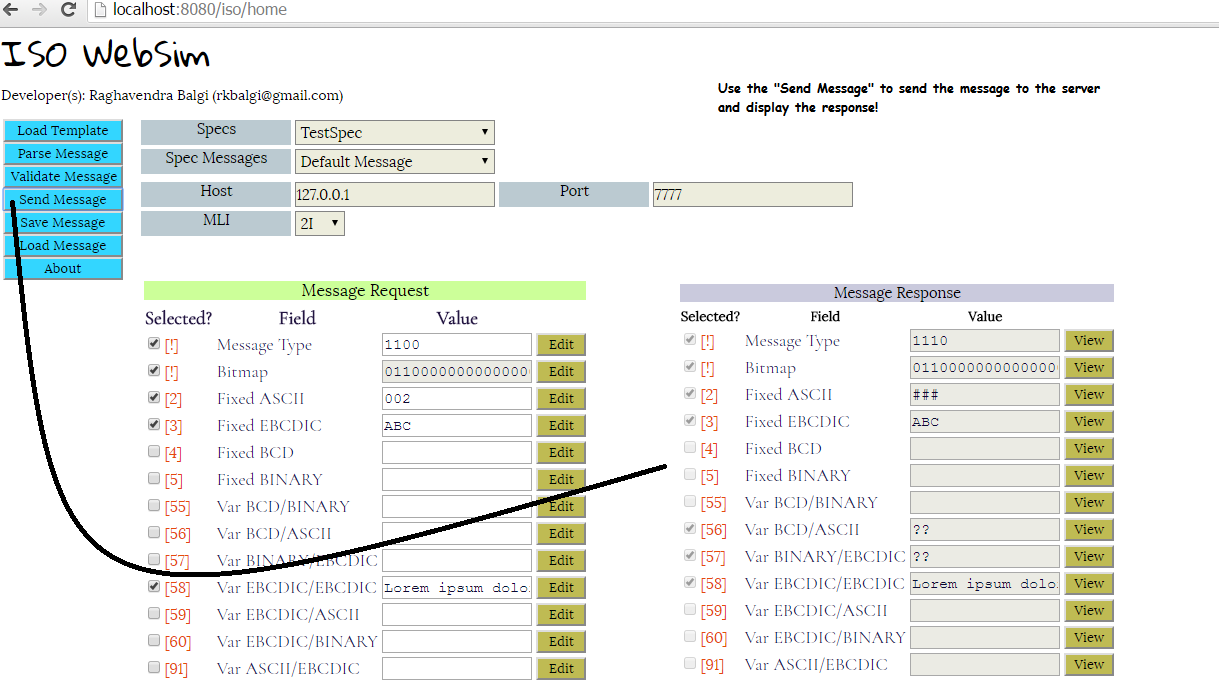 localhost:8080/iso/home
ISO WebSim
Developer(s): Raghavendra Balgi (rkbalgi@gmail.com)
Use the "Send Message" to send the message to the server
and display the response!
Load Template
Parse Message
Validate Message
Send Message
Save Message
Load Message
About
Specs TestSpec
Spec Messages Default Message
Host 127.0.0.1 Port 7777
MLI 2I
Message Request
Selected? Field Value
[!] Message Type 1100 Edit
[!] Bitmap 0110000000000000 Edit
[2] Fixed ASCII 002 Edit
[3] Fixed EBCDIC ABC Edit
[4] Fixed BCD Edit
[5] Fixed BINARY Edit
[55] Var BCD/BINARY Edit
[56] Var BCD/ASCII Edit
[57] Var BINARY/EBCDIC Edit
[58] Var EBCDIC/EBCDIC Lorem ipsum dolo Edit
[59] Var EBCDIC/ASCII Edit
[60] Var EBCDIC/BINARY Edit
[91] Var ASCII/EBCDIC Edit
Message Response
Selected? Field Value
[!] Message Type 1110 View
[!] Bitmap 0110000000000000 View
[2] Fixed ASCII ### View
[3] Fixed EBCDIC ABC View
[4] Fixed BCD View
[5] Fixed BINARY View
[55] Var BCD/BINARY View
[56] Var BCD/ASCII ?? View
[57] Var BINARY/EBCDIC ?? View
[58] Var EBCDIC/EBCDIC Lorem ipsum dolo View
[59] Var EBCDIC/ASCII View
[60] Var EBCDIC/BINARY View
[91] Var ASCII/EBCDIC View